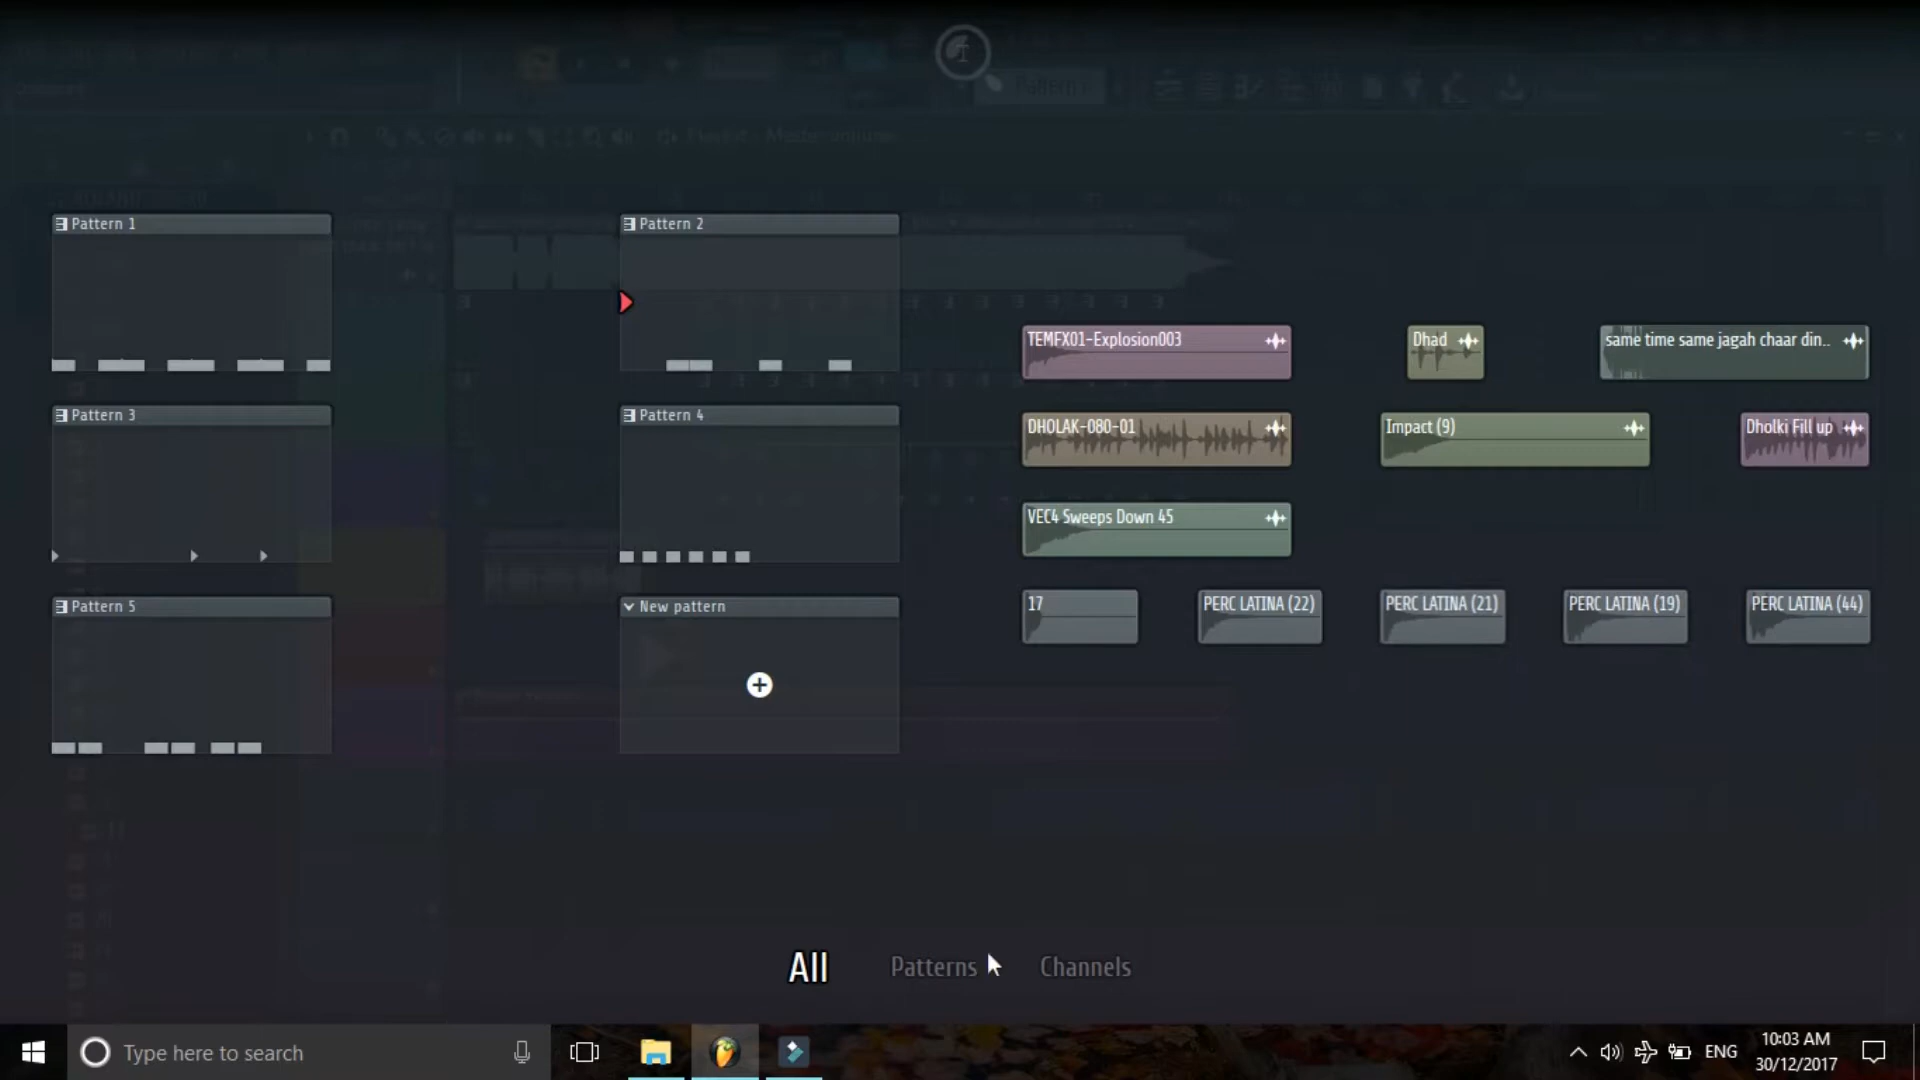 Pattern 1
Pattern 2
TEMFX01-Explosion003
Dhad
same time same jagah chaar din..
Pattern 3
Pattern 4
DHOLAK-080-01
Impact (9)
Dholki Fill up
VEC4 Sweeps Down 45
Pattern 5
New pattern
17
PERC LATINA (22)
PERC LATINA (21)
PERC LATINA (19)
PERC LATINA (44)
All
Patterns
Channels
Type here to search
ENG
10:03 AM
30/12/2017